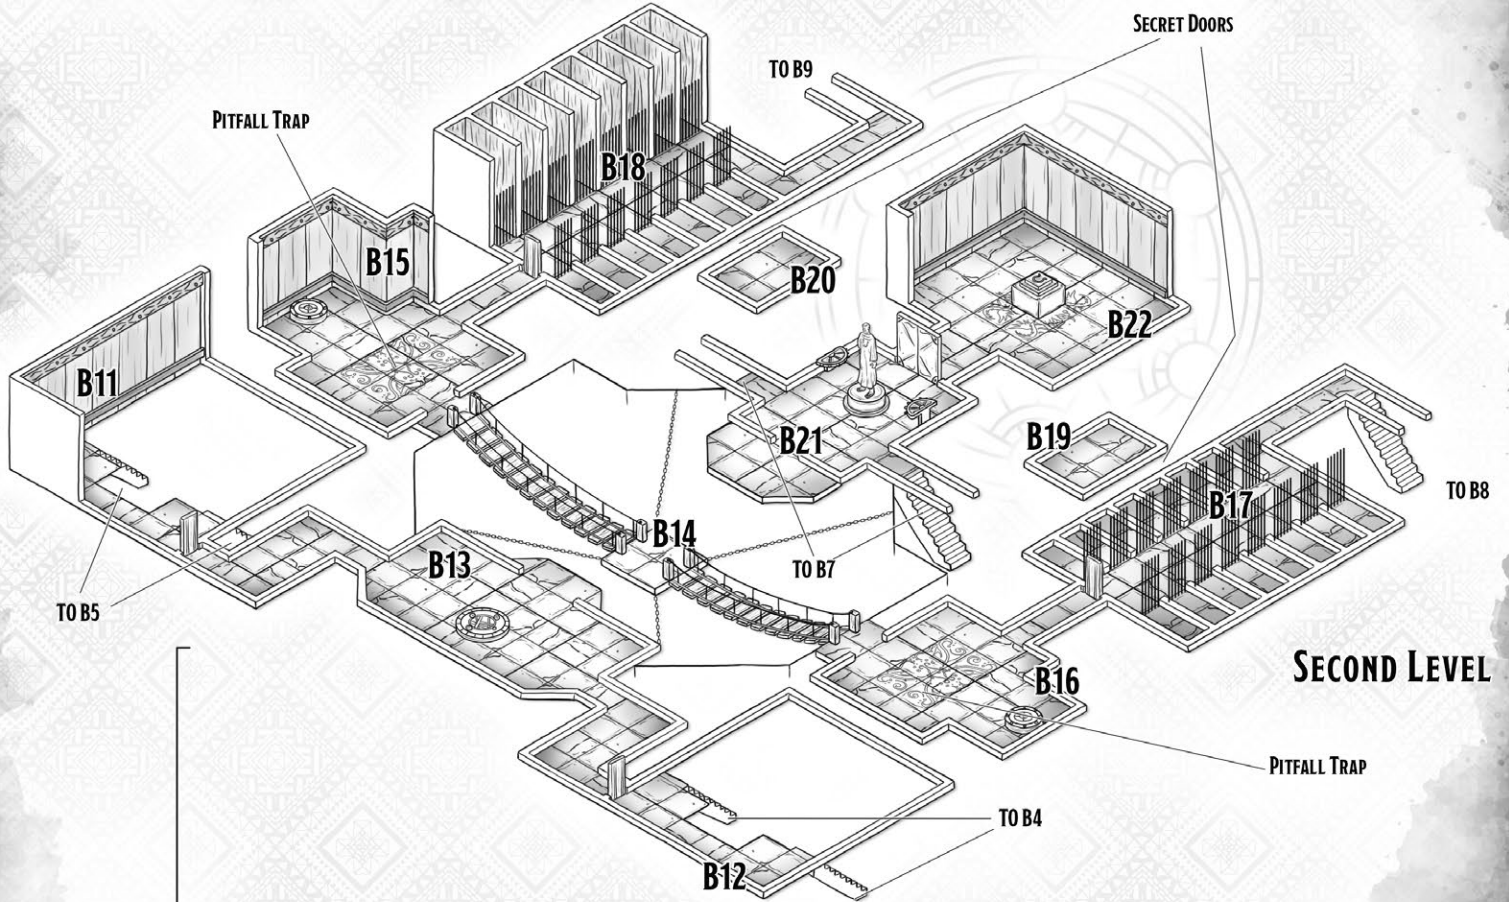 SECRET DOORS
TO B9
PITFALL TRAP
B18
B15
B20
B22
B11
B21
B19
B17
TO B8
B14
B13
TO B7
TO B5
SECOND LEVEL
B16
PITFALL TRAP
TO B4
B12